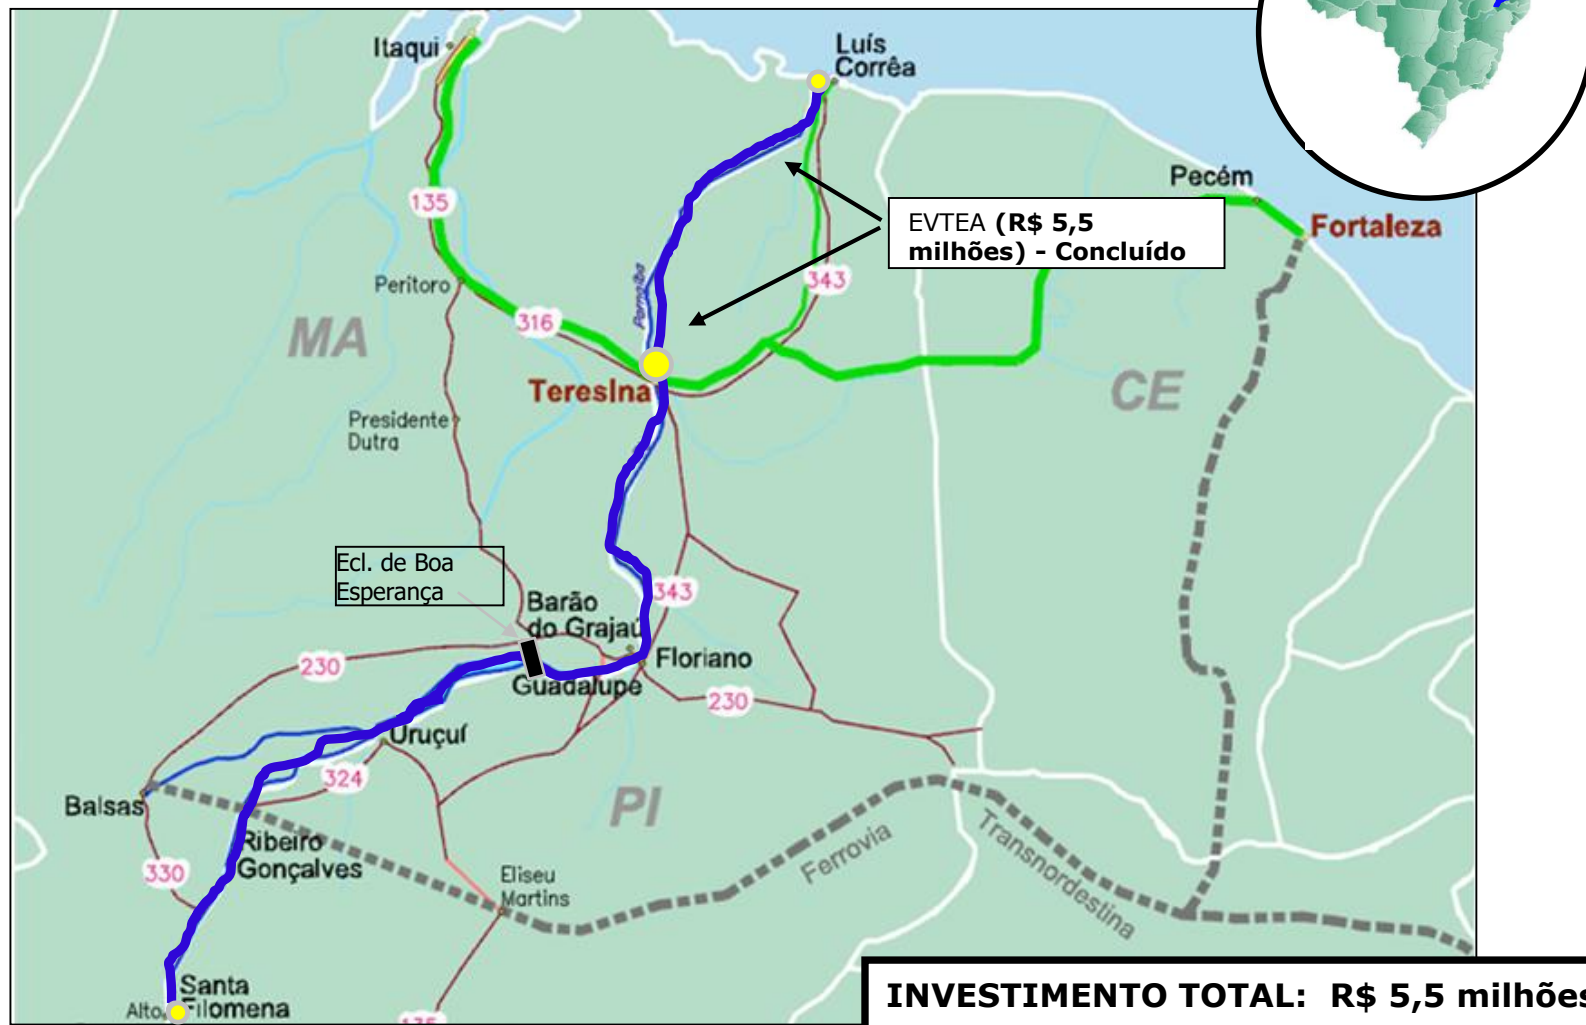 Itaqui
Luís
Corrêa
Pecém
135
EVTEA (R$ 5,5
milhões) - Concluído
Fortaleza
Peritoro
Parnaíba
343
MA
316
TeresIna
CE
Presidente
Dutra
Ecl. de Boa
Esperança
Barão
do Grajaú
343
230
Floriano
Guadalupe
230
Uruçuí
324
Balsas
PI
Ribeiro
Gonçalves
Ferrovia
Transnordestina
330
Eliseu
Martins
Santa
Filomena
Alto
135
INVESTIMENTO TOTAL: R$ 5,5 milhões